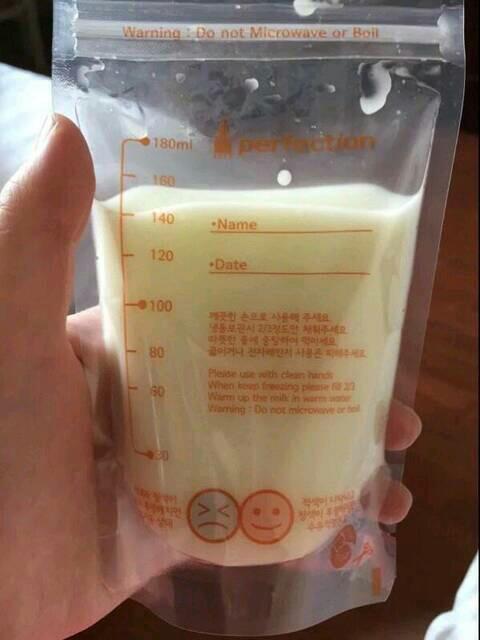 Warning : Do not Microwave or Boil
180ml
perfection
160
140
•Name
120
•Date
100
깨끗한 손으로 사용해 주세요.
냉동보관시 2/3정도만 채워주세요.
따뜻한 물에 중탕하여 먹이세요.
끓이거나 전자레인지 사용은 피해주세요.
80
Please use with clean hands
When keep freezing please fill 2/3
60
Warm up the milk in warm water
Warning : Do not microwave or boil
30